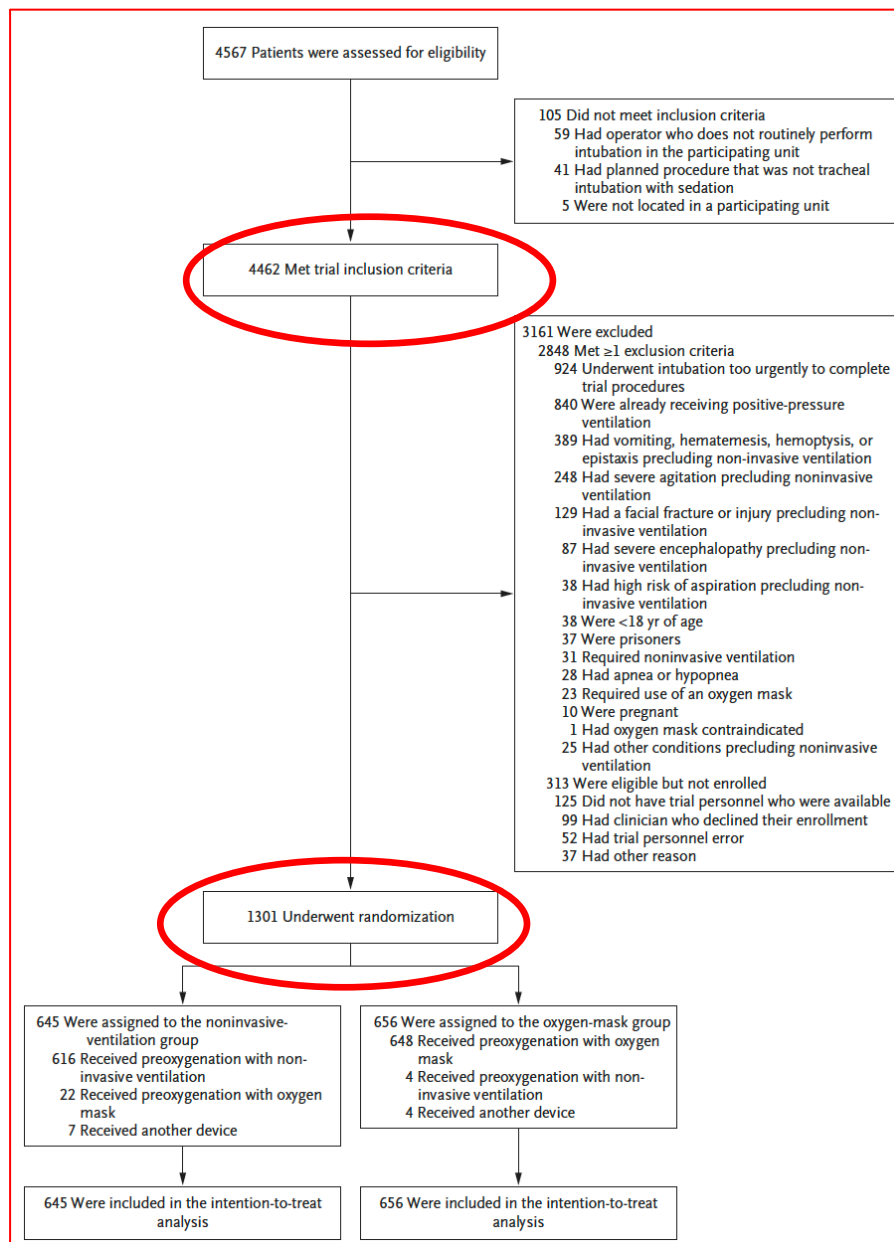 4567 Patients were assessed for eligibility
105 Did not meet inclusion criteria
59 Had operator who does not routinely perform
intubation in the participating unit
41 Had planned procedure that was not tracheal
intubation with sedation
5 Were not located in a participating unit
4462 Met trial inclusion criteria
3161 Were excluded
2848 Met ≥1 exclusion criteria
924 Underwent intubation too urgently to complete
trial procedures
840 Were already receiving positive-pressure
ventilation
389 Had vomiting, hematemesis, hemoptysis, or
epistaxis precluding non-invasive ventilation
248 Had severe agitation precluding noninvasive
ventilation
129 Had a facial fracture or injury precluding non-
invasive ventilation
87 Had severe encephalopathy precluding non-
invasive ventilation
38 Had high risk of aspiration precluding non-
invasive ventilation
38 Were <18 yr of age
37 Were prisoners
31 Required noninvasive ventilation
28 Had apnea or hypopnea
23 Required use of an oxygen mask
10 Were pregnant
1 Had oxygen mask contraindicated
25 Had other conditions precluding noninvasive
ventilation
313 Were eligible but not enrolled
125 Did not have trial personnel who were available
99 Had clinician who declined their enrollment
52 Had trial personnel error
37 Had other reason
1301 Underwent randomization
645 Were assigned to the noninvasive-
ventilation group
616 Received preoxygenation with non-
invasive ventilation
22 Received preoxygenation with oxygen
mask
7 Received another device
656 Were assigned to the oxygen-mask group
648 Received preoxygenation with oxygen
mask
4 Received preoxygenation with non-
invasive ventilation
4 Received another device
645 Were included in the intention-to-treat
analysis
656 Were included in the intention-to-treat
analysis